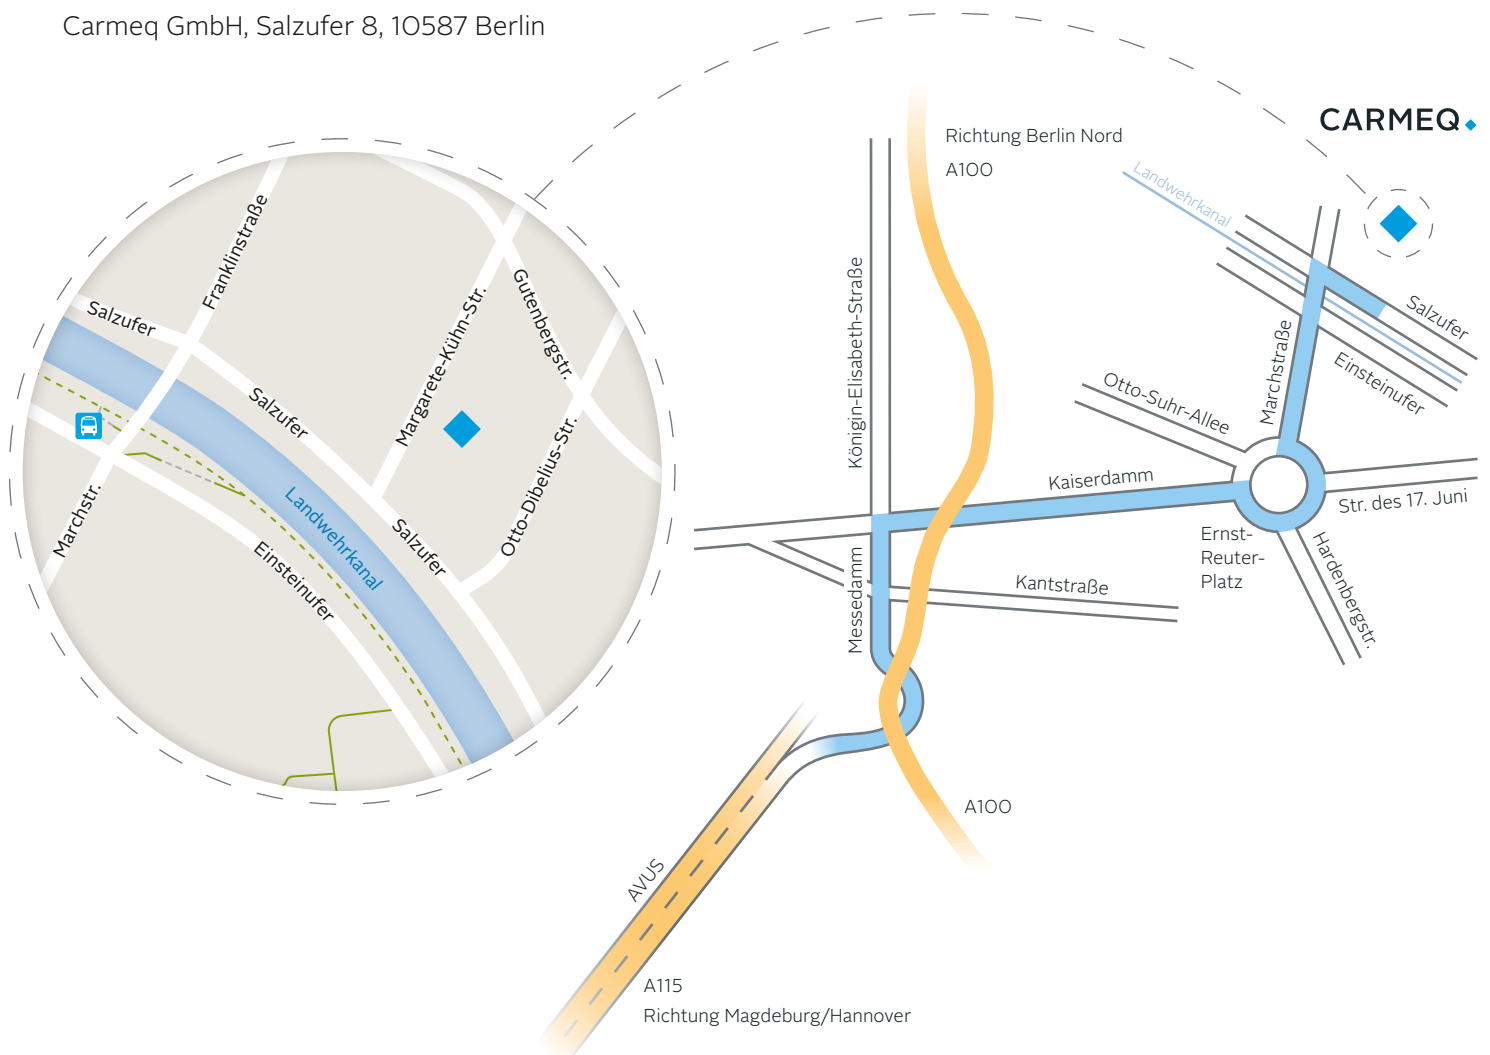 Carmeq GmbH, Salzufer 8, 10587 Berlin
CARMEQ
Richtung Berlin Nord
A100
Landwehrkanal
Salzufer
Einsteinufer
Marchstraße
Otto-Suhr-Allee
Königin-Elisabeth-Straße
Kaiserdamm
Str. des 17. Juni
Ernst-
Reuter-
Platz
Hardenbergstr.
Messedamm
Kantstraße
A100
AVUS
A115
Richtung Magdeburg/Hannover
Franklinstraße
Salzufer
Gutenbergstr.
Margarete-Kühn-Str.
Salzufer
Otto-Dibelius-Str.
Marchstr.
Landwehrkanal
Salzufer
Einsteinufer